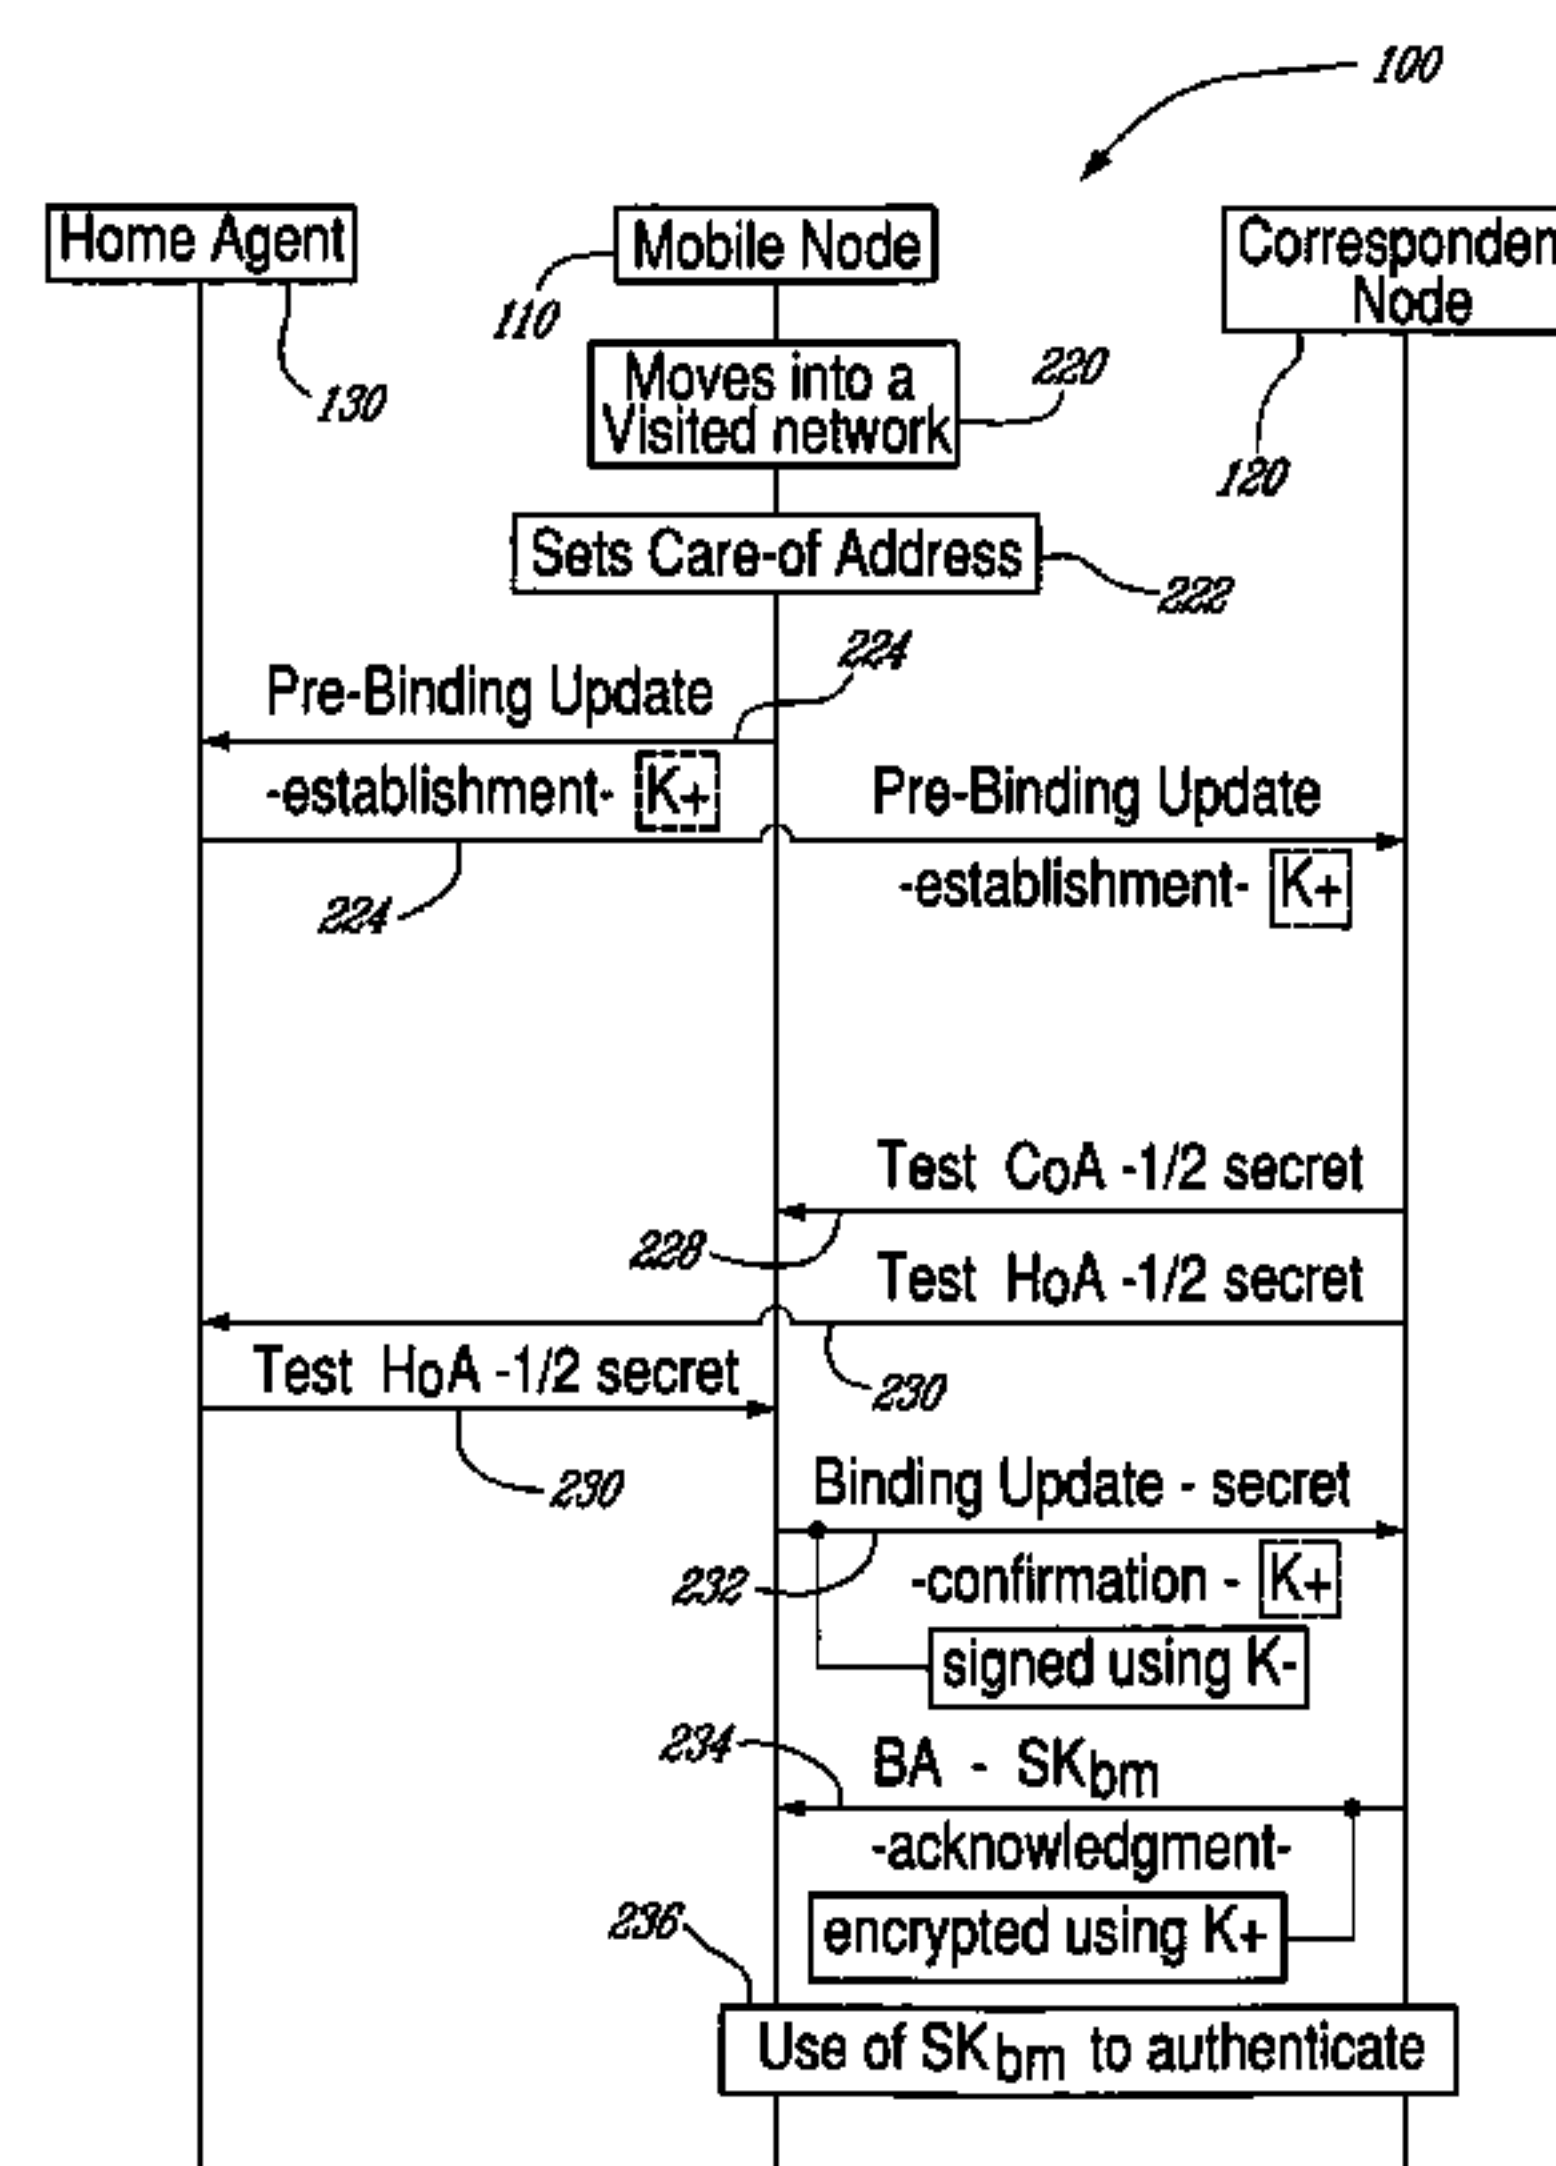 100
Home Agent
Mobile Node
Corresponden
Node
110
130
Moves into a
Visited network
220
120
Sets Care-of Address
222
224
Pre-Binding Update
-establishment- K+
Pre-Binding Update
-establishment- K+
224
Test CoA -1/2 secret
228
Test HoA -1/2 secret
Test HoA -1/2 secret
230
230
Binding Update - secret
232
-confirmation - K+
signed using K-
234
BA - SKbm
-acknowledgment-
encrypted using K+
236
Use of SKbm to authenticate